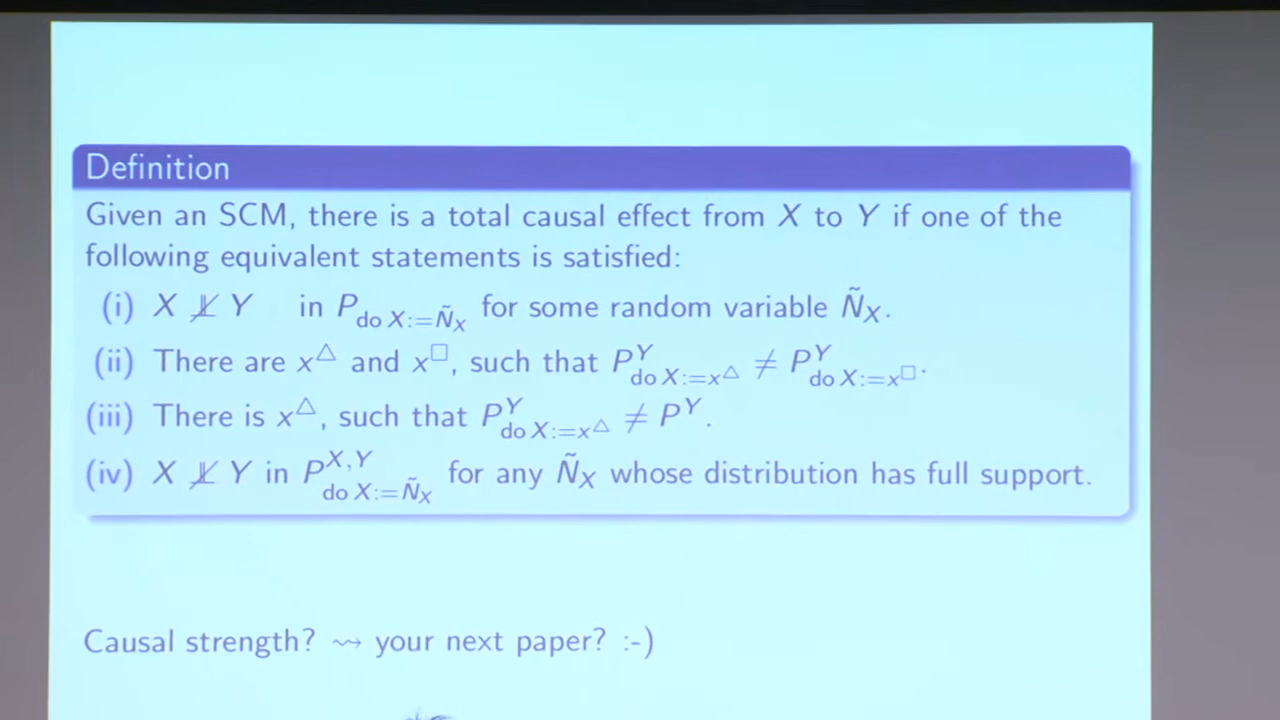 Definition
Given an SCM, there is a total causal effect from X to Y if one of the
following equivalent statements is satisfied:
(i) X ⊥̸⊥ Y in P_{do X:=Ñ_X} for some random variable Ñ_X.
(ii) There are x^△ and x^□, such that P^Y_{do X:=x^△} ≠ P^Y_{do X:=x^□}.
(iii) There is x^△, such that P^Y_{do X:=x^△} ≠ P^Y.
(iv) X ⊥̸⊥ Y in P^{X,Y}_{do X:=Ñ_X} for any Ñ_X whose distribution has full support.
Causal strength? ⇝ your next paper? :-)